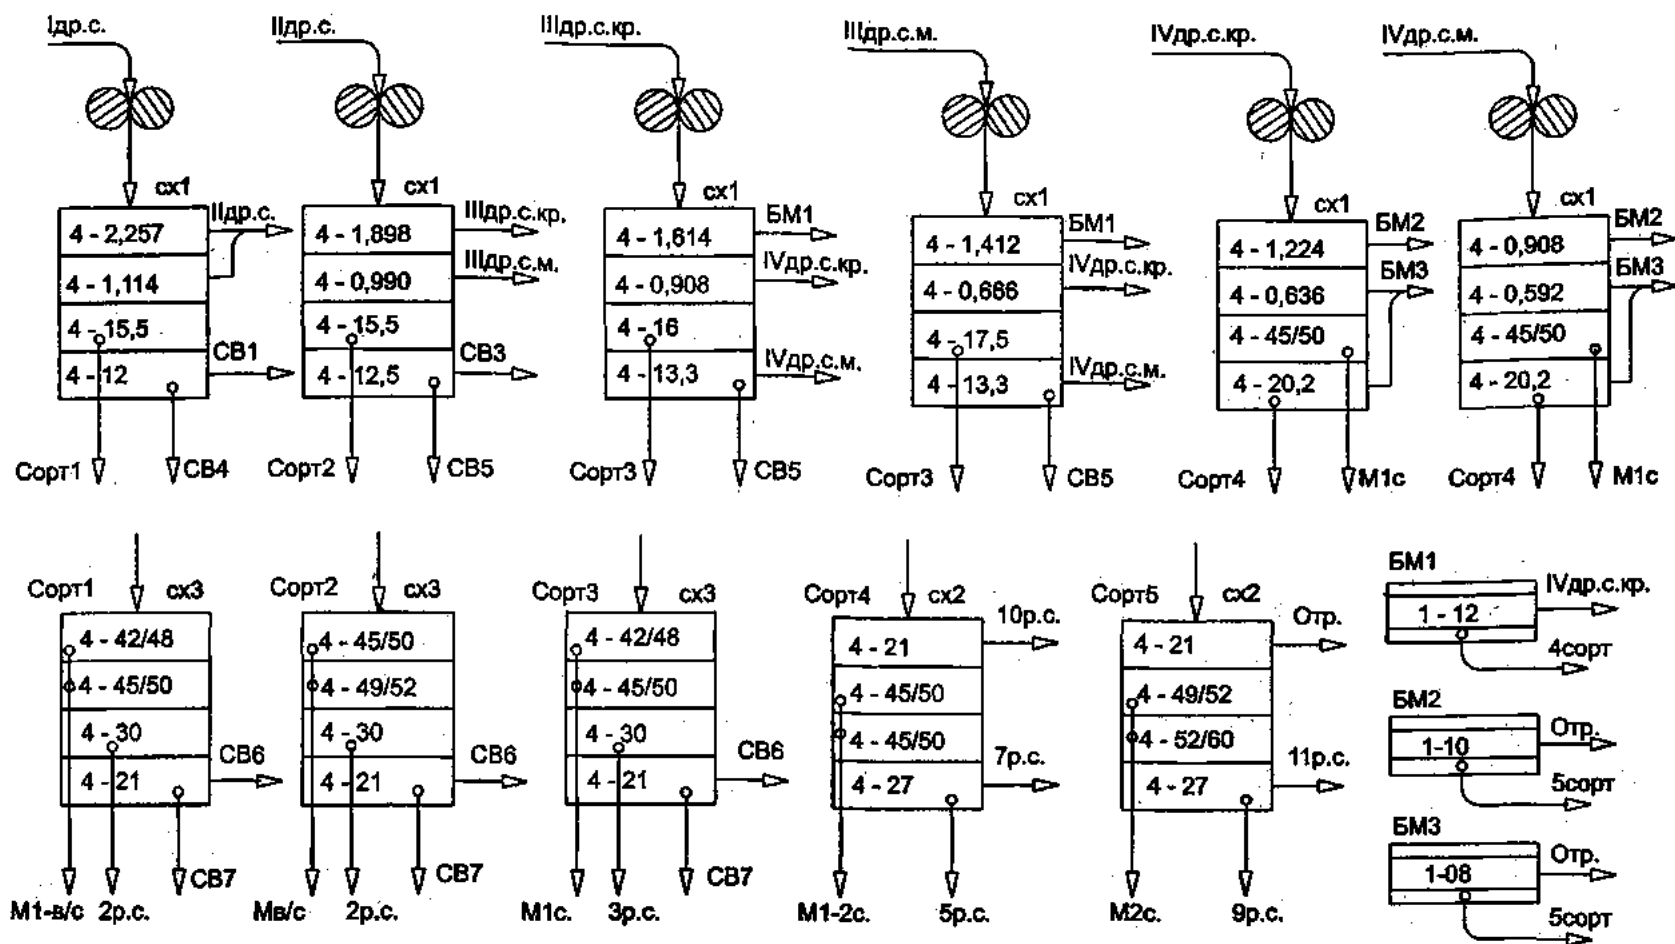 Iдр.с.
IIдр.с.
IIIдр.с.кр.
IIIдр.с.м.
IVдр.с.кр.
IVдр.с.м.
сх1
4 - 2,257
4 - 1,114
4 - 15,5
4 - 12
IIдр.с.
СВ1
Сорт1
СВ4
сх1
4 - 1,898
4 - 0,990
4 - 15,5
4 - 12,5
IIIдр.с.кр.
IIIдр.с.м.
СВ3
Сорт2
СВ5
сх1
4 - 1,614
4 - 0,908
4 - 16
4 - 13,3
БМ1
IVдр.с.кр.
IVдр.с.м.
Сорт3
СВ5
сх1
4 - 1,412
4 - 0,666
4 - 17,5
4 - 13,3
БМ1
IVдр.с.кр.
IVдр.с.м.
Сорт3
СВ5
сх1
4 - 1,224
4 - 0,636
4 - 45/50
4 - 20,2
БМ2
БМ3
Сорт4
М1с
сх1
4 - 0,908
4 - 0,592
4 - 45/50
4 - 20,2
БМ2
БМ3
Сорт4
М1с
Сорт1
сх3
4 - 42/48
4 - 45/50
4 - 30
4 - 21
СВ6
СВ7
М1-в/с
2р.с.
Сорт2
сх3
4 - 45/50
4 - 49/52
4 - 30
4 - 21
СВ6
СВ7
Мв/с
2р.с.
Сорт3
сх3
4 - 42/48
4 - 45/50
4 - 30
4 - 21
СВ6
СВ7
М1с.
3р.с.
Сорт4
сх2
4 - 21
4 - 45/50
4 - 45/50
4 - 27
10р.с.
7р.с.
М1-2с.
5р.с.
Сорт5
сх2
4 - 21
4 - 49/52
4 - 52/60
4 - 27
Отр.
11р.с.
М2с.
9р.с.
БМ1
1 - 12
IVдр.с.кр.
4сорт
БМ2
1-10
Отр.
5сорт
БМ3
1-08
Отр.
5сорт